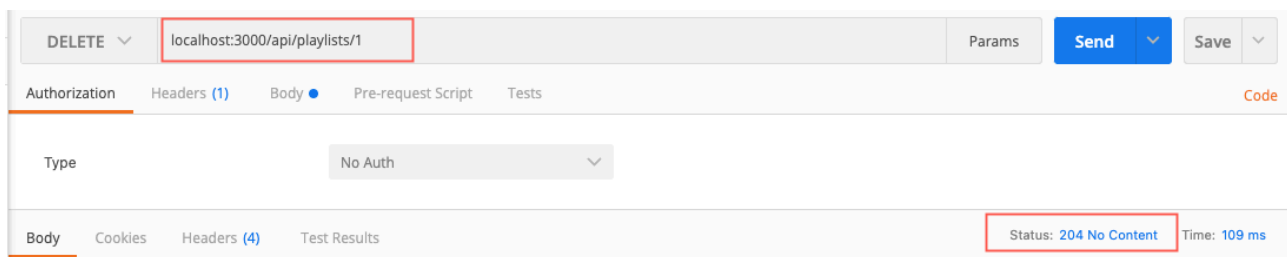 DELETE localhost:3000/api/playlists/1 Params Send Save
Authorization Headers (1) Body Pre-request Script Tests Code
Type No Auth
Body Cookies Headers (4) Test Results Status: 204 No Content Time: 109 ms